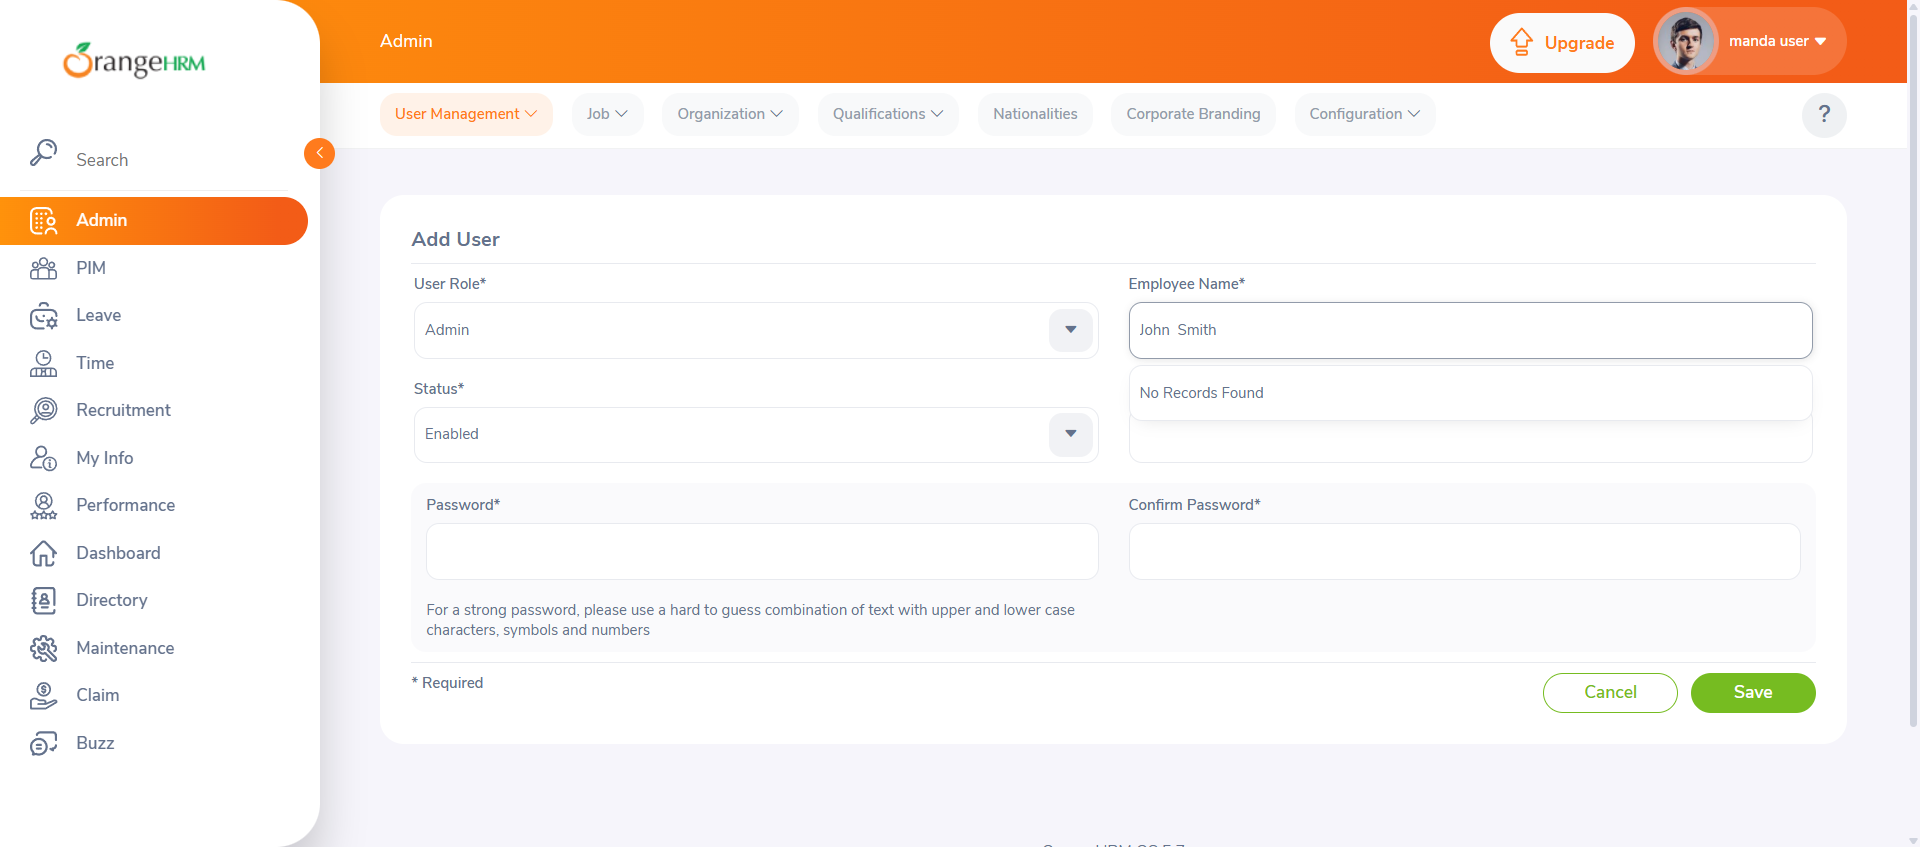 OrangeHRM
Admin
Upgrade
manda user
User Management
Job
Organization
Qualifications
Nationalities
Corporate Branding
Configuration
?
Search
Admin
PIM
Leave
Time
Recruitment
My Info
Performance
Dashboard
Directory
Maintenance
Claim
Buzz
Add User
User Role*
Employee Name*
Admin
John  Smith
No Records Found
Status*
Enabled
Password*
Confirm Password*
For a strong password, please use a hard to guess combination of text with upper and lower case
characters, symbols and numbers
* Required
Cancel
Save